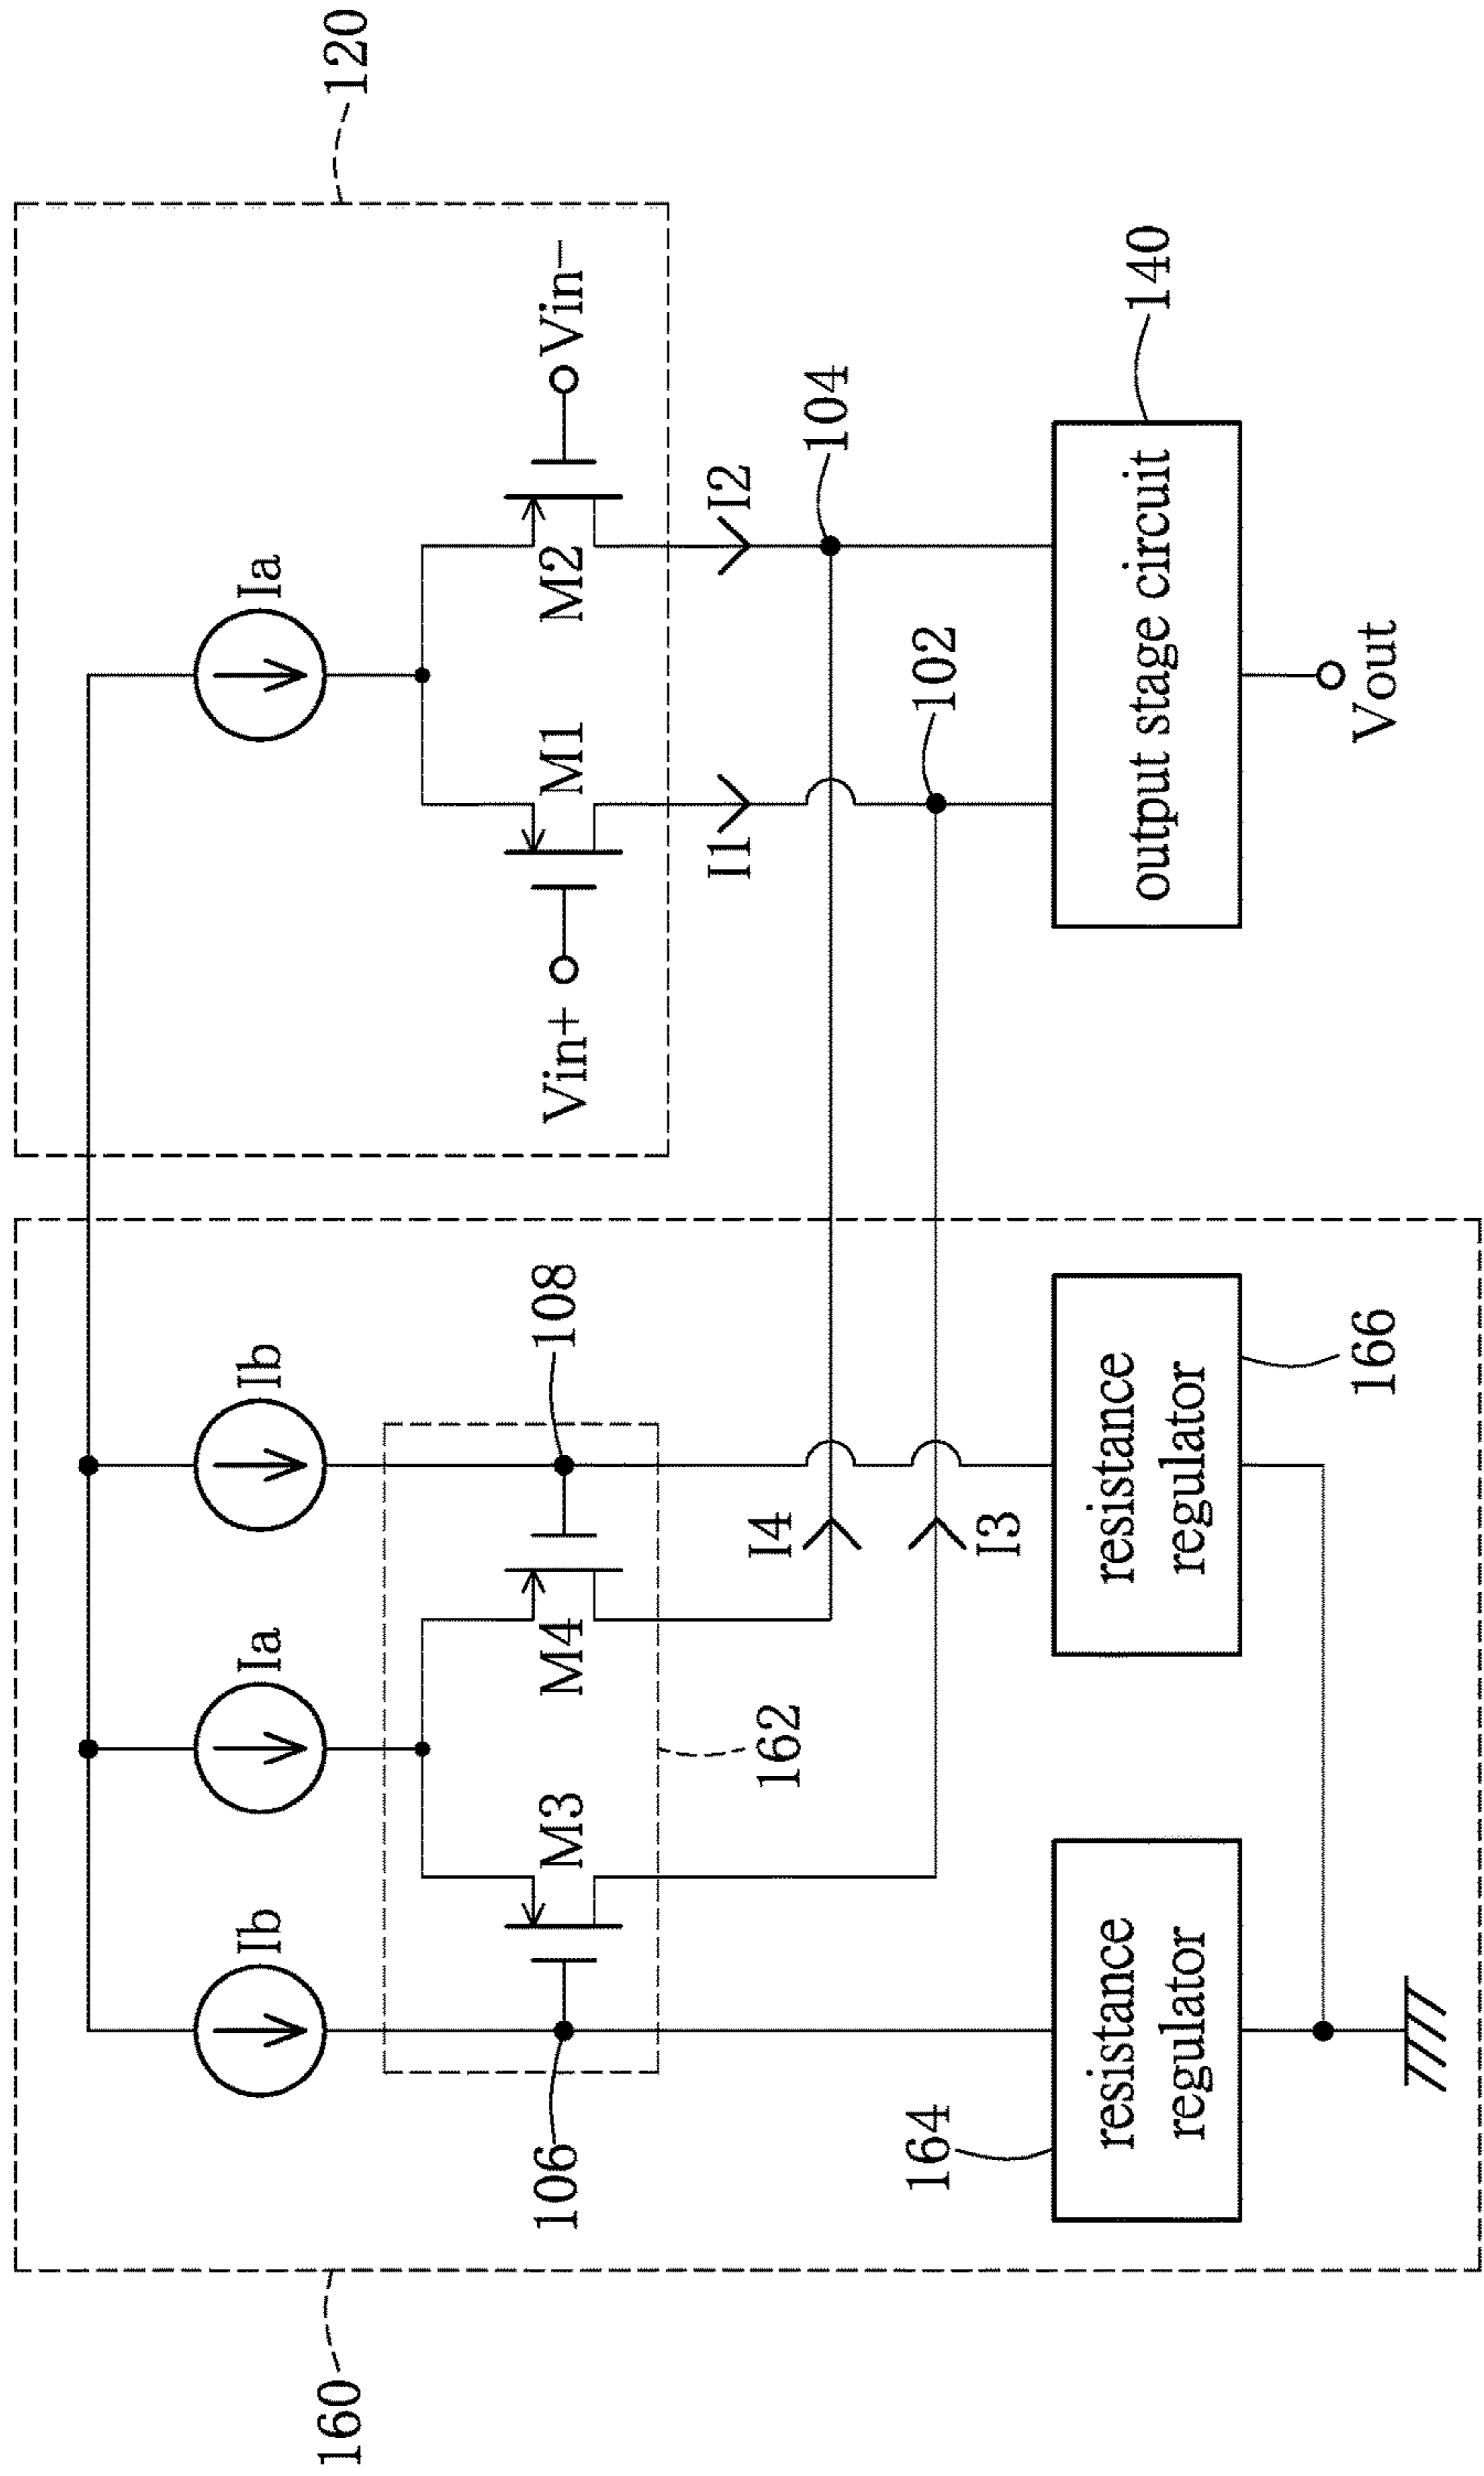 120
Ib
Ia
Ib
Ia
160
106
M3
M4
108
Vin+
M1
M2
Vin−
162
I4
I3
I1
I2
104
102
164
resistance
regulator
resistance
regulator
166
output stage circuit
140
Vout